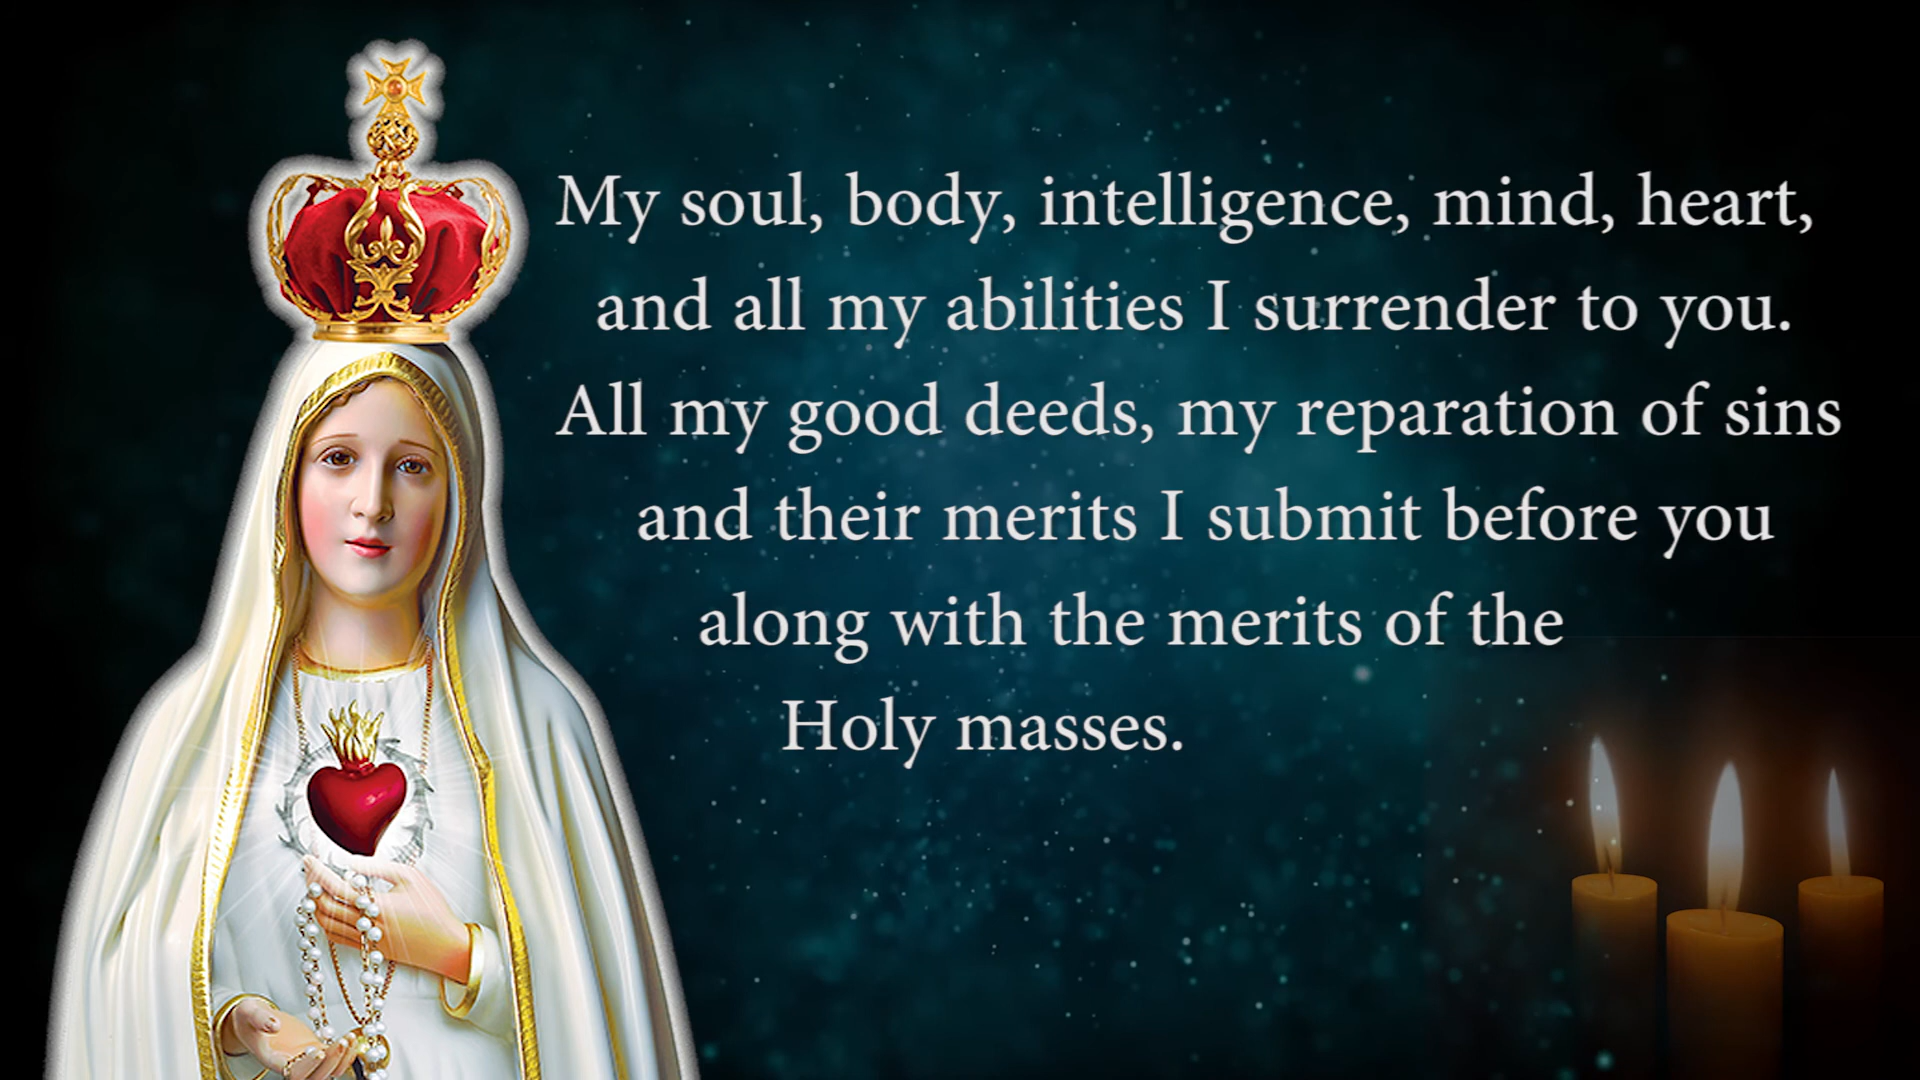 My soul, body, intelligence, mind, heart,
and all my abilities I surrender to you.
All my good deeds, my reparation of sins
and their merits I submit before you
along with the merits of the
Holy masses.